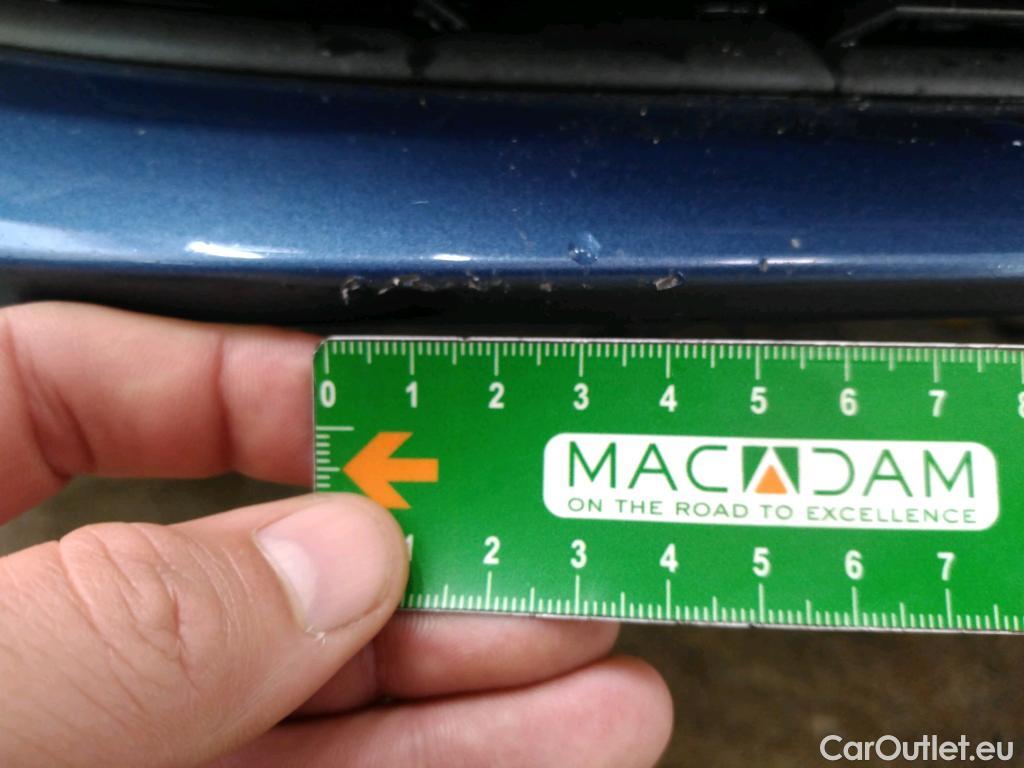 0 1 2 3 4 5 6 7 8
MACADAM
ON THE ROAD TO EXCELLENCE
1 2 3 4 5 6 7
CarOutlet.eu